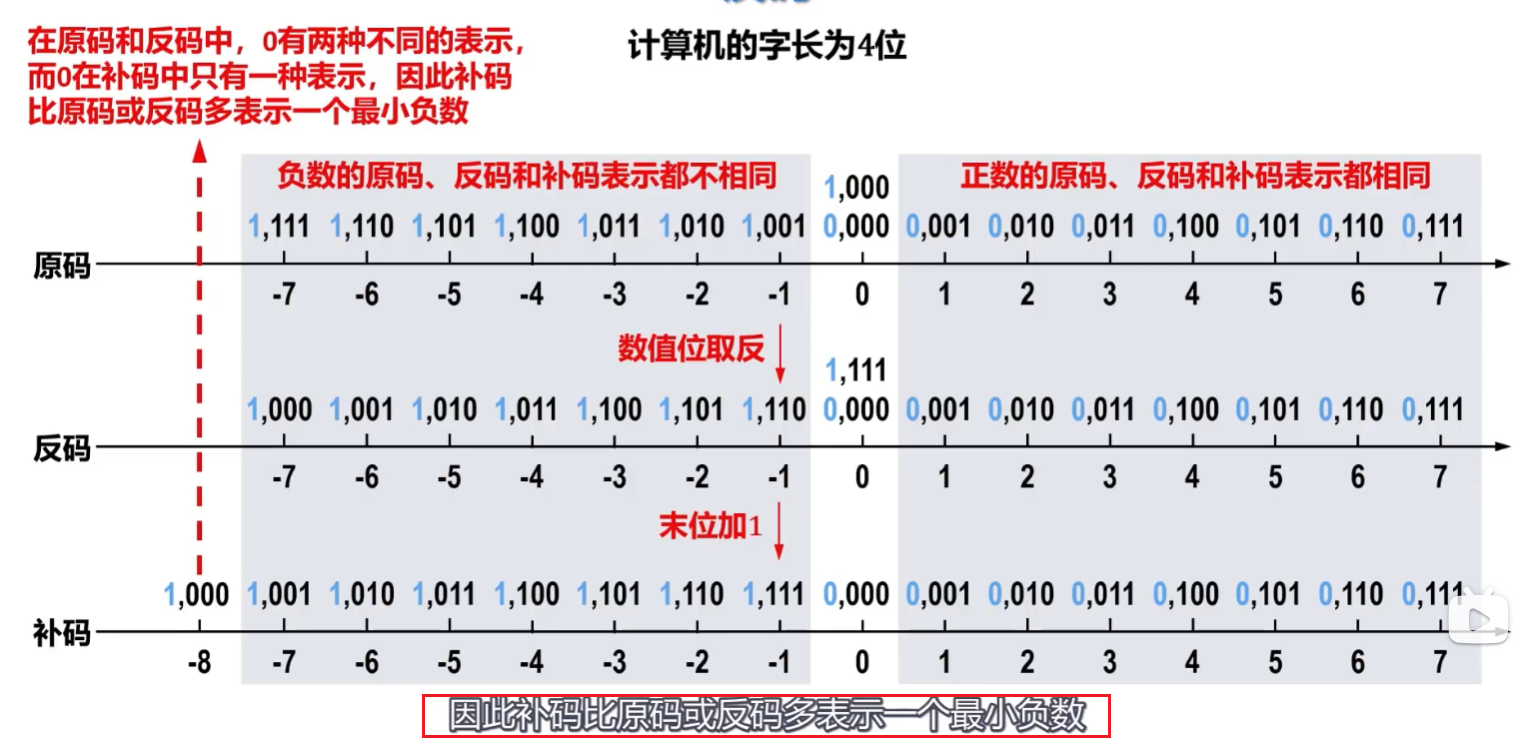 在原码和反码中，0有两种不同的表示，
而0在补码中只有一种表示，因此补码
比原码或反码多表示一个最小负数
计算机的字长为4位
负数的原码、反码和补码表示都不相同
正数的原码、反码和补码表示都相同
1,000
1,111 1,110 1,101 1,100 1,011 1,010 1,001 0,000 0,001 0,010 0,011 0,100 0,101 0,110 0,111
原码
-7 -6 -5 -4 -3 -2 -1 0 1 2 3 4 5 6 7
数值位取反
1,111
1,000 1,001 1,010 1,011 1,100 1,101 1,110 0,000 0,001 0,010 0,011 0,100 0,101 0,110 0,111
反码
-7 -6 -5 -4 -3 -2 -1 0 1 2 3 4 5 6 7
末位加1
1,000 1,001 1,010 1,011 1,100 1,101 1,110 1,111 0,000 0,001 0,010 0,011 0,100 0,101 0,110 0,111
补码
-8 -7 -6 -5 -4 -3 -2 -1 0 1 2 3 4 5 6 7
因此补码比原码或反码多表示一个最小负数